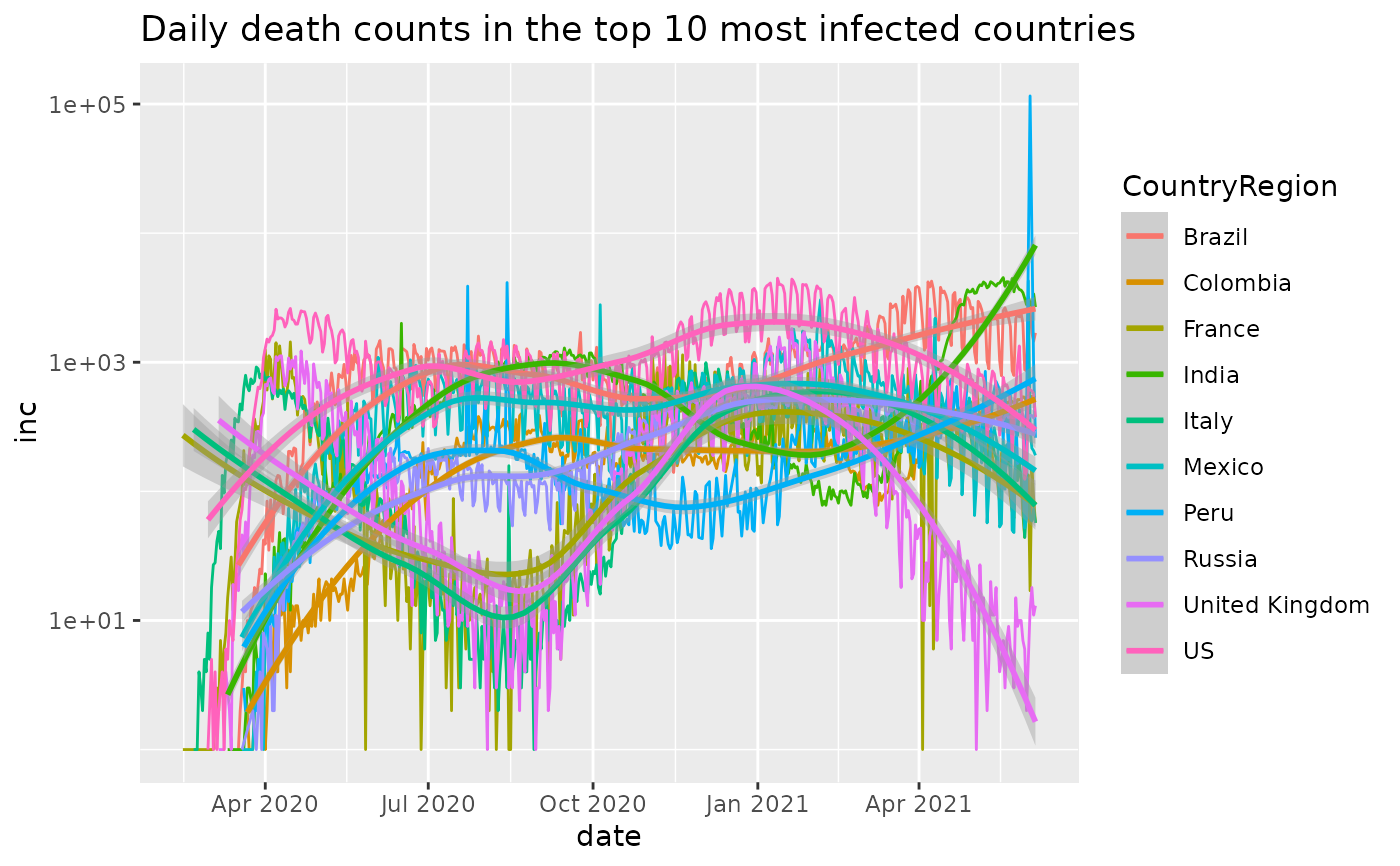 Daily death counts in the top 10 most infected countries
1e+05
1e+03
1e+01
inc
Apr 2020
Jul 2020
Oct 2020
Jan 2021
Apr 2021
date
CountryRegion
Brazil
Colombia
France
India
Italy
Mexico
Peru
Russia
United Kingdom
US